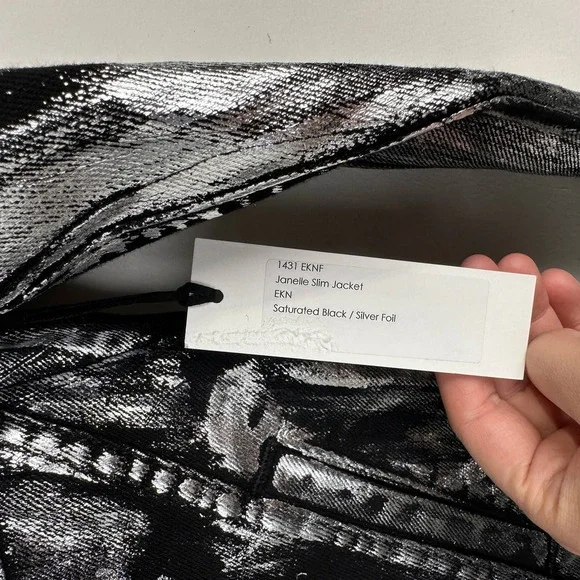 1431 EKNF
Janelle Slim Jacket
EKN
Saturated Black / Silver Foil